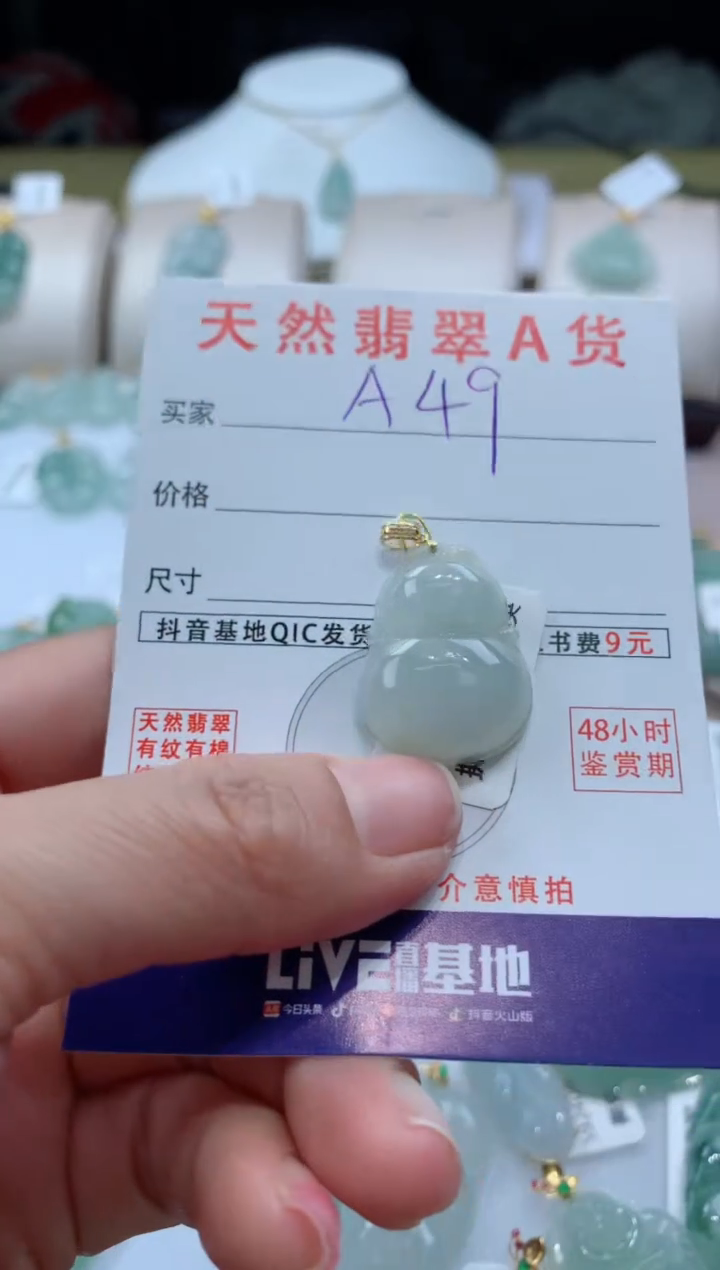 天然翡翠A货
买家 A49
价格
尺寸
抖音基地QIC发货
书费9元
天然翡翠
有纹有棉
48小时
鉴赏期
介意慎拍
LiVE直播基地
今日头条
抖音火山版